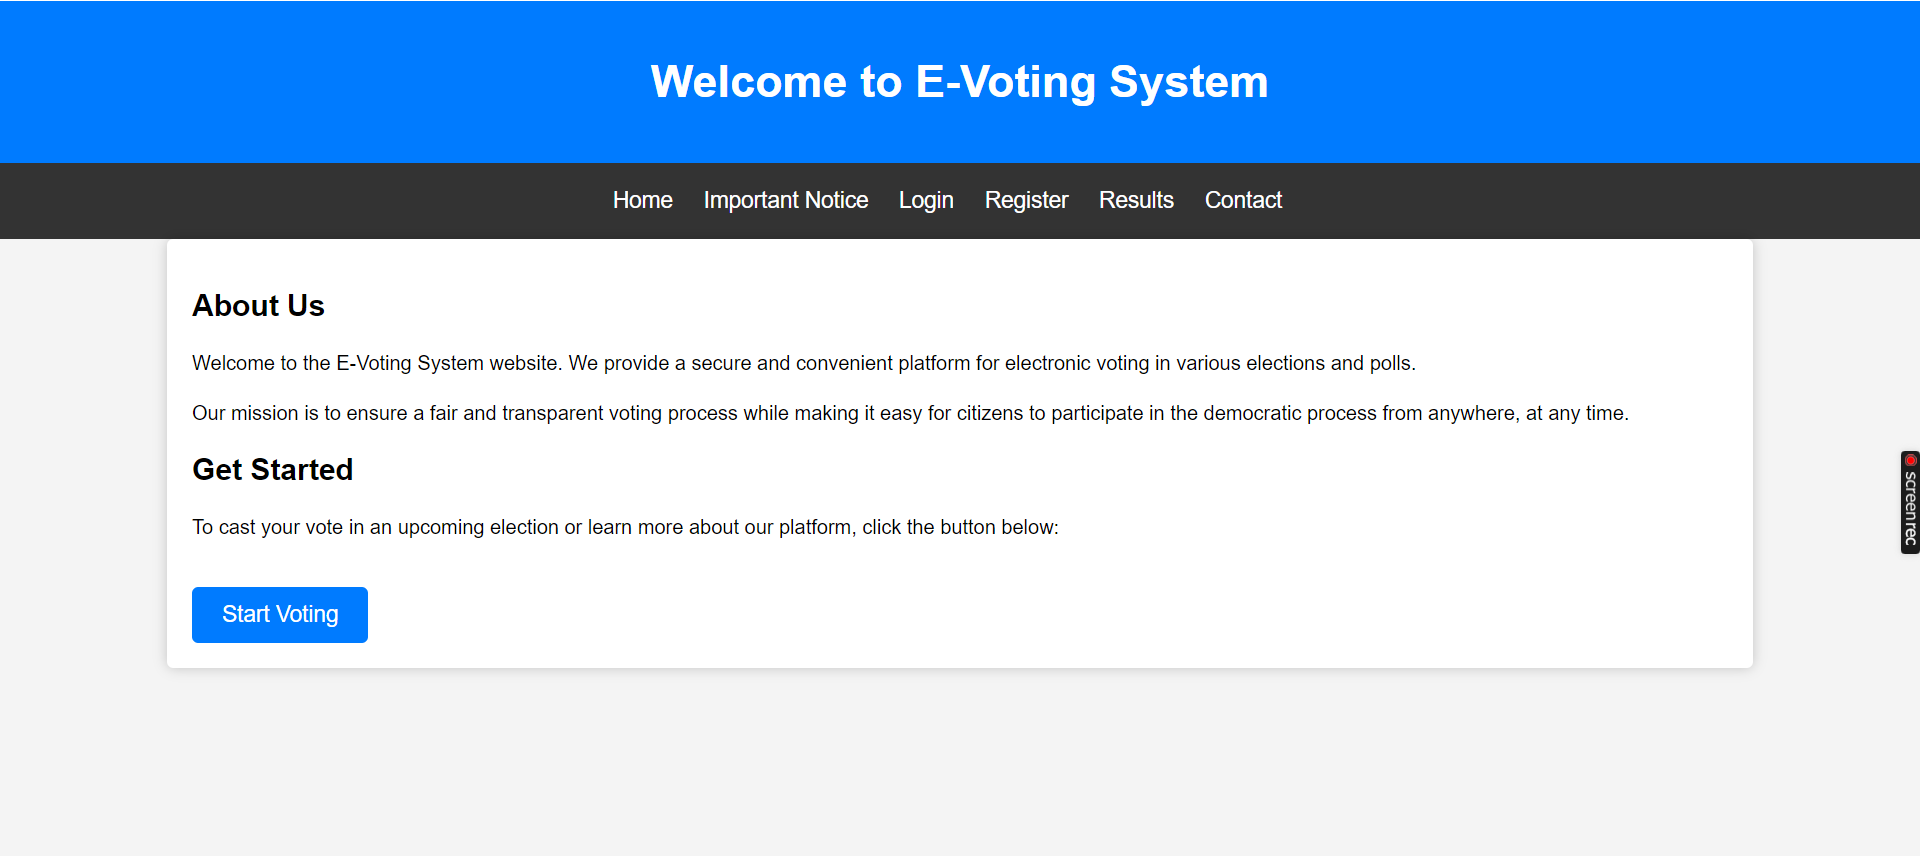 Welcome to E-Voting System
Home Important Notice Login Register Results Contact
About Us
Welcome to the E-Voting System website. We provide a secure and convenient platform for electronic voting in various elections and polls.
Our mission is to ensure a fair and transparent voting process while making it easy for citizens to participate in the democratic process from anywhere, at any time.
Get Started
To cast your vote in an upcoming election or learn more about our platform, click the button below:
Start Voting
screenrec